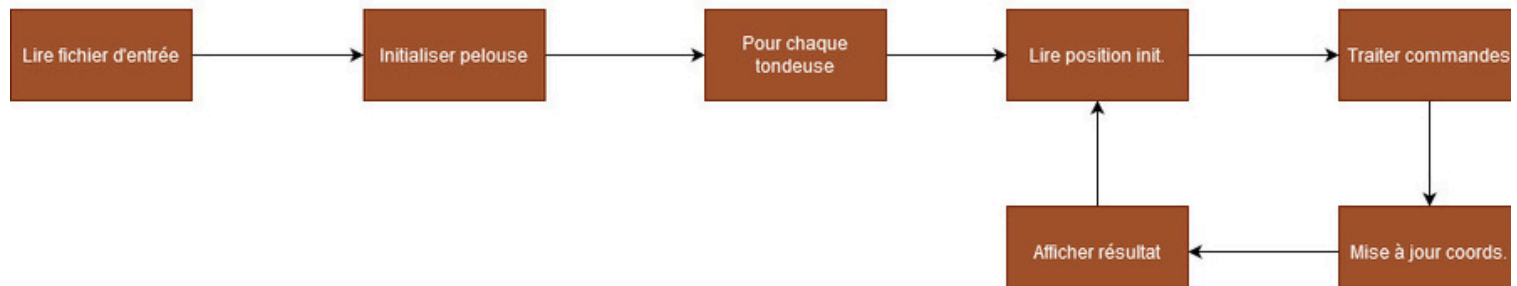 Lire fichier d'entrée
Initialiser pelouse
Pour chaque
tondeuse
Lire position init.
Traiter commandes
Afficher résultat
Mise à jour coords.